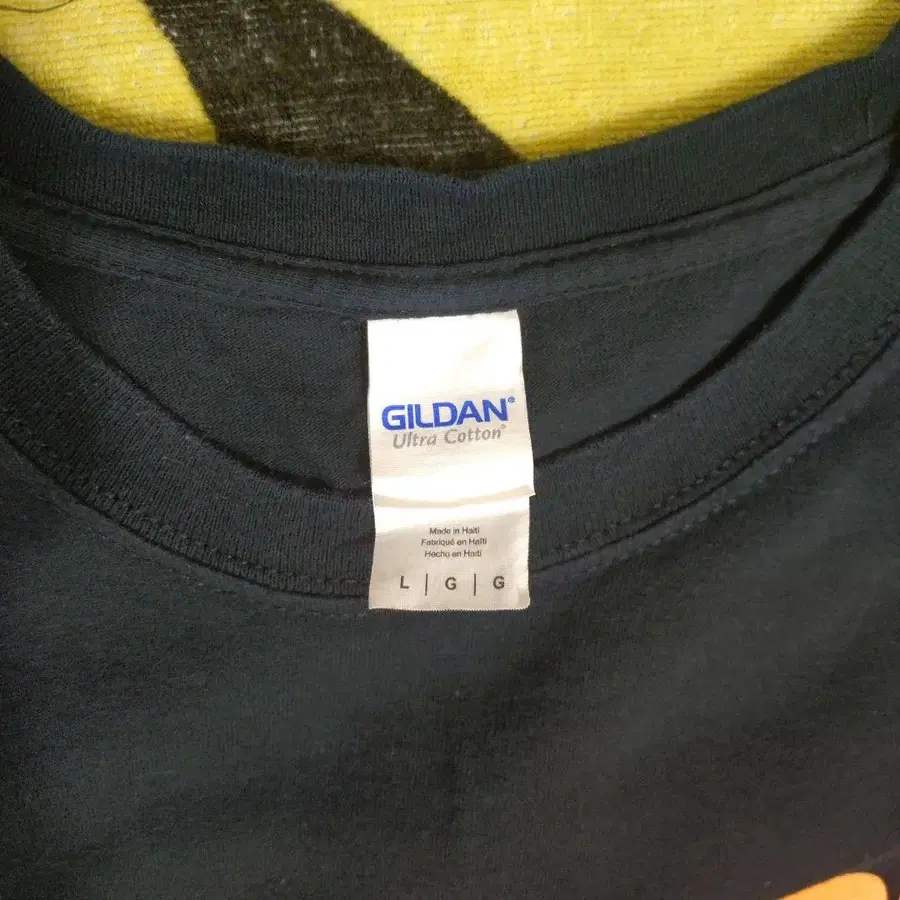 GILDAN®
Ultra Cotton®
Made in Haiti
Fabriqué en Haïti
Hecho en Haití
L | G | G